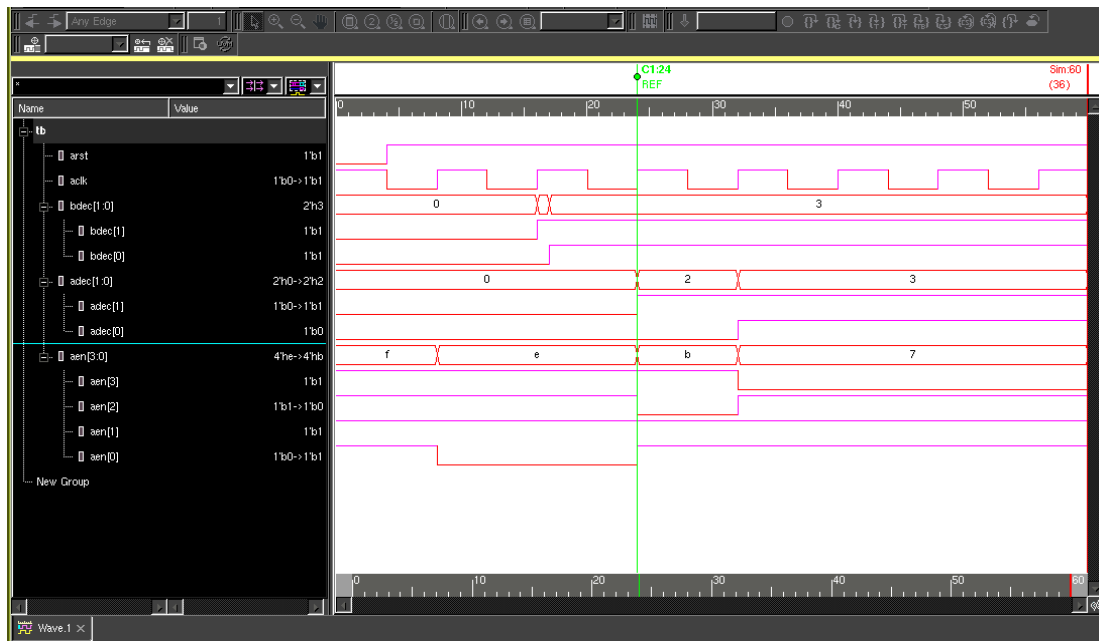 Any Edge 1
C1:24 Sim:60
REF (36)
*
Name Value
0 10 20 30 40 50
tb
arst 1'b1
aclk 1'b0->1'b1
bdec[1:0] 2'h3 0 3
bdec[1] 1'b1
bdec[0] 1'b1
adec[1:0] 2'h0->2'h2 0 2 3
adec[1] 1'b0->1'b1
adec[0] 1'b0
aen[3:0] 4'he->4'hb f e b 7
aen[3] 1'b1
aen[2] 1'b1->1'b0
aen[1] 1'b1
aen[0] 1'b0->1'b1
New Group
0 10 20 30 40 50 60
Wave.1